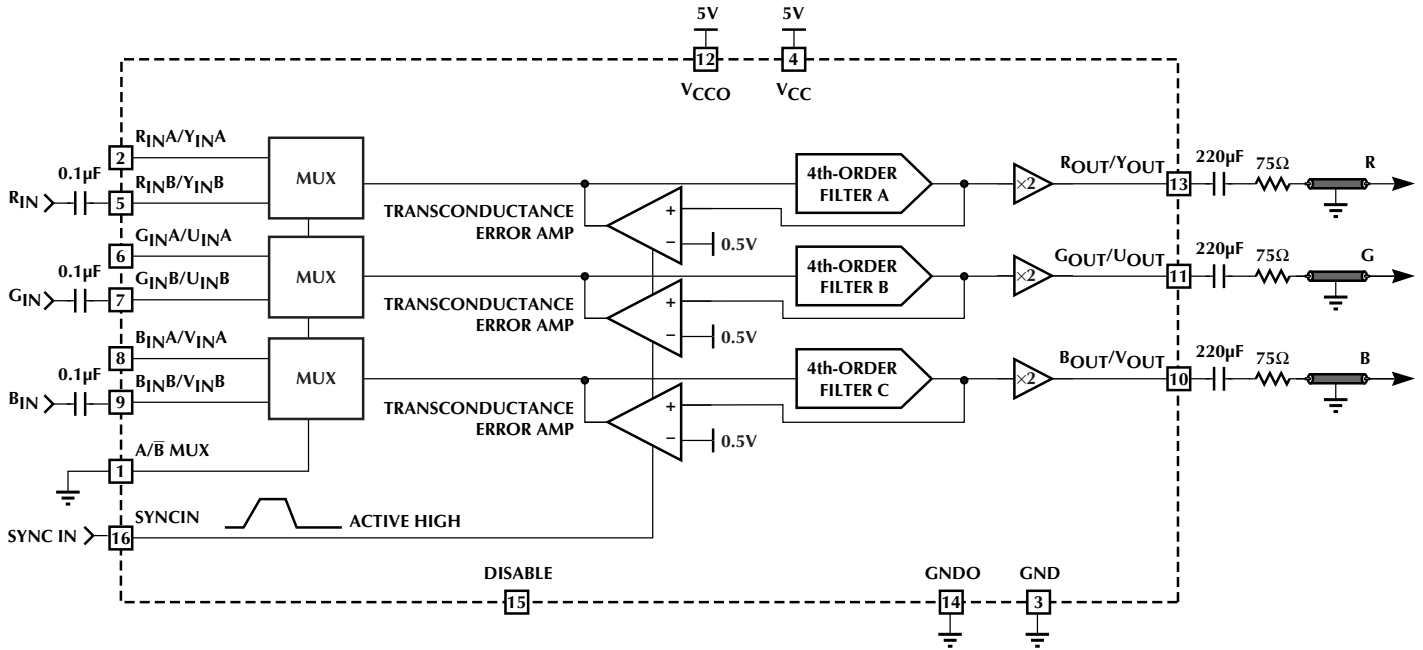 5V 5V
12 4
VCCO VCC
RINA/YINA
2
0.1µF
RINB/YINB
RIN
5
MUX
4th-ORDER
FILTER A
×2
ROUT/YOUT
13
220µF
75Ω
R
TRANSCONDUCTANCE
ERROR AMP
+
−
0.5V
GINA/UINA
6
0.1µF
GINB/UINB
GIN
7
MUX
4th-ORDER
FILTER B
×2
GOUT/UOUT
11
220µF
75Ω
G
TRANSCONDUCTANCE
ERROR AMP
+
−
0.5V
BINA/VINA
8
0.1µF
BINB/VINB
BIN
9
MUX
4th-ORDER
FILTER C
×2
BOUT/VOUT
10
220µF
75Ω
B
TRANSCONDUCTANCE
ERROR AMP
+
−
0.5V
A/B̅ MUX
1
SYNCIN
SYNC IN
16
ACTIVE HIGH
DISABLE
15
GNDO GND
14 3